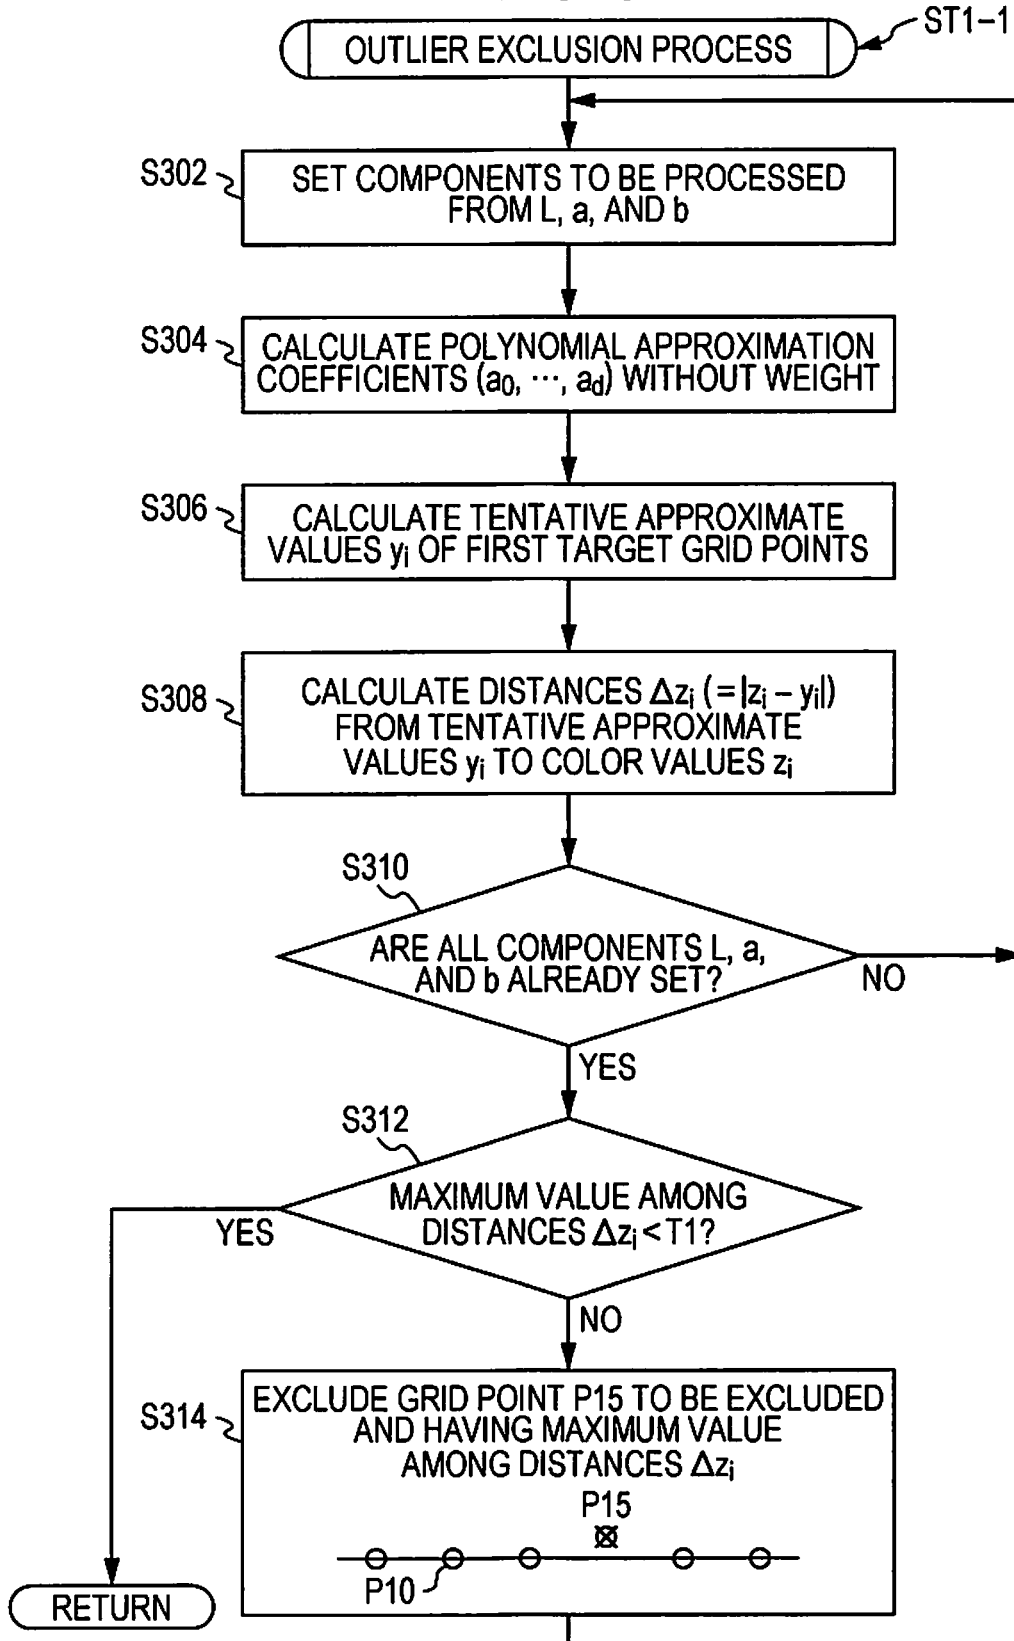 ST1-1
OUTLIER EXCLUSION PROCESS
S302
SET COMPONENTS TO BE PROCESSED
FROM L, a, AND b
S304
CALCULATE POLYNOMIAL APPROXIMATION
COEFFICIENTS (a0, ⋯, ad) WITHOUT WEIGHT
S306
CALCULATE TENTATIVE APPROXIMATE
VALUES yi OF FIRST TARGET GRID POINTS
S308
CALCULATE DISTANCES Δzi (=|zi – yi|)
FROM TENTATIVE APPROXIMATE
VALUES yi TO COLOR VALUES zi
S310
ARE ALL COMPONENTS L, a,
AND b ALREADY SET?
NO
YES
S312
MAXIMUM VALUE AMONG
DISTANCES Δzi < T1?
YES
NO
S314
EXCLUDE GRID POINT P15 TO BE EXCLUDED
AND HAVING MAXIMUM VALUE
AMONG DISTANCES Δzi
P15
P10
RETURN